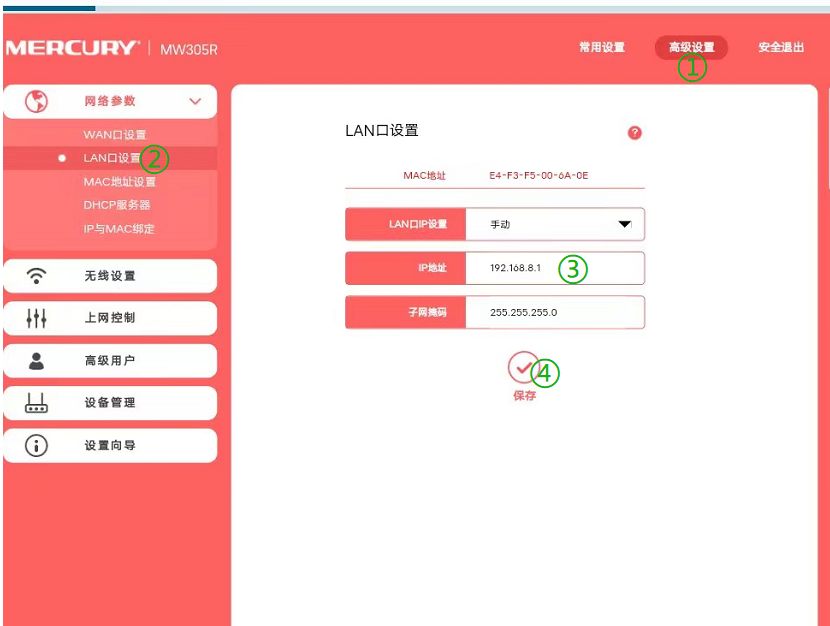 MERCURY MW305R
常用设置 高级设置 安全退出
①
网络参数
WAN口设置
LAN口设置 ②
MAC地址设置
DHCP服务器
IP与MAC绑定
无线设置
上网控制
高级用户
设备管理
设置向导
LAN口设置 ?
MAC地址 E4-F3-F5-00-6A-0E
LAN口IP设置 手动
IP地址 192.168.8.1 ③
子网掩码 255.255.255.0
④
保存